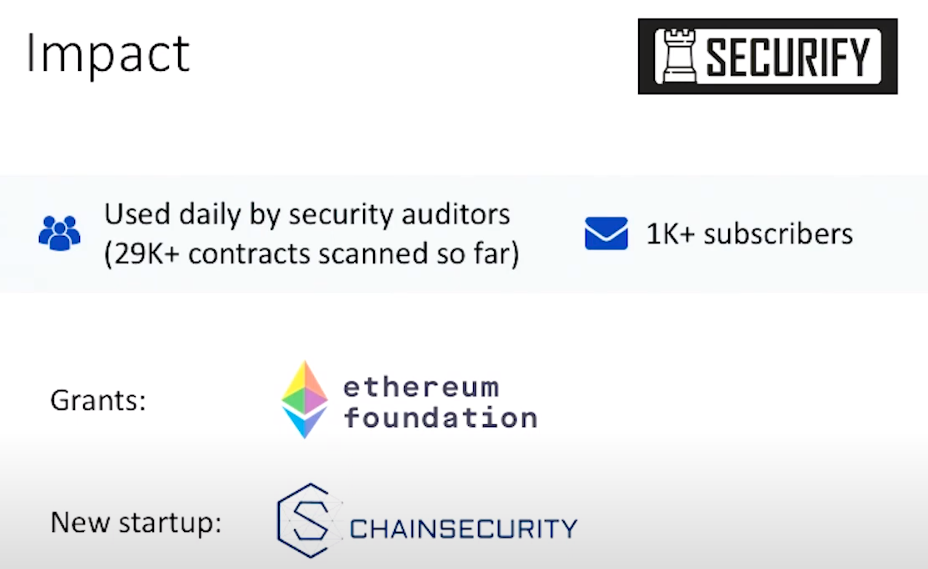 Impact
SECURIFY
Used daily by security auditors
(29K+ contracts scanned so far)
1K+ subscribers
Grants:
ethereum
foundation
New startup:
CHAINSECURITY